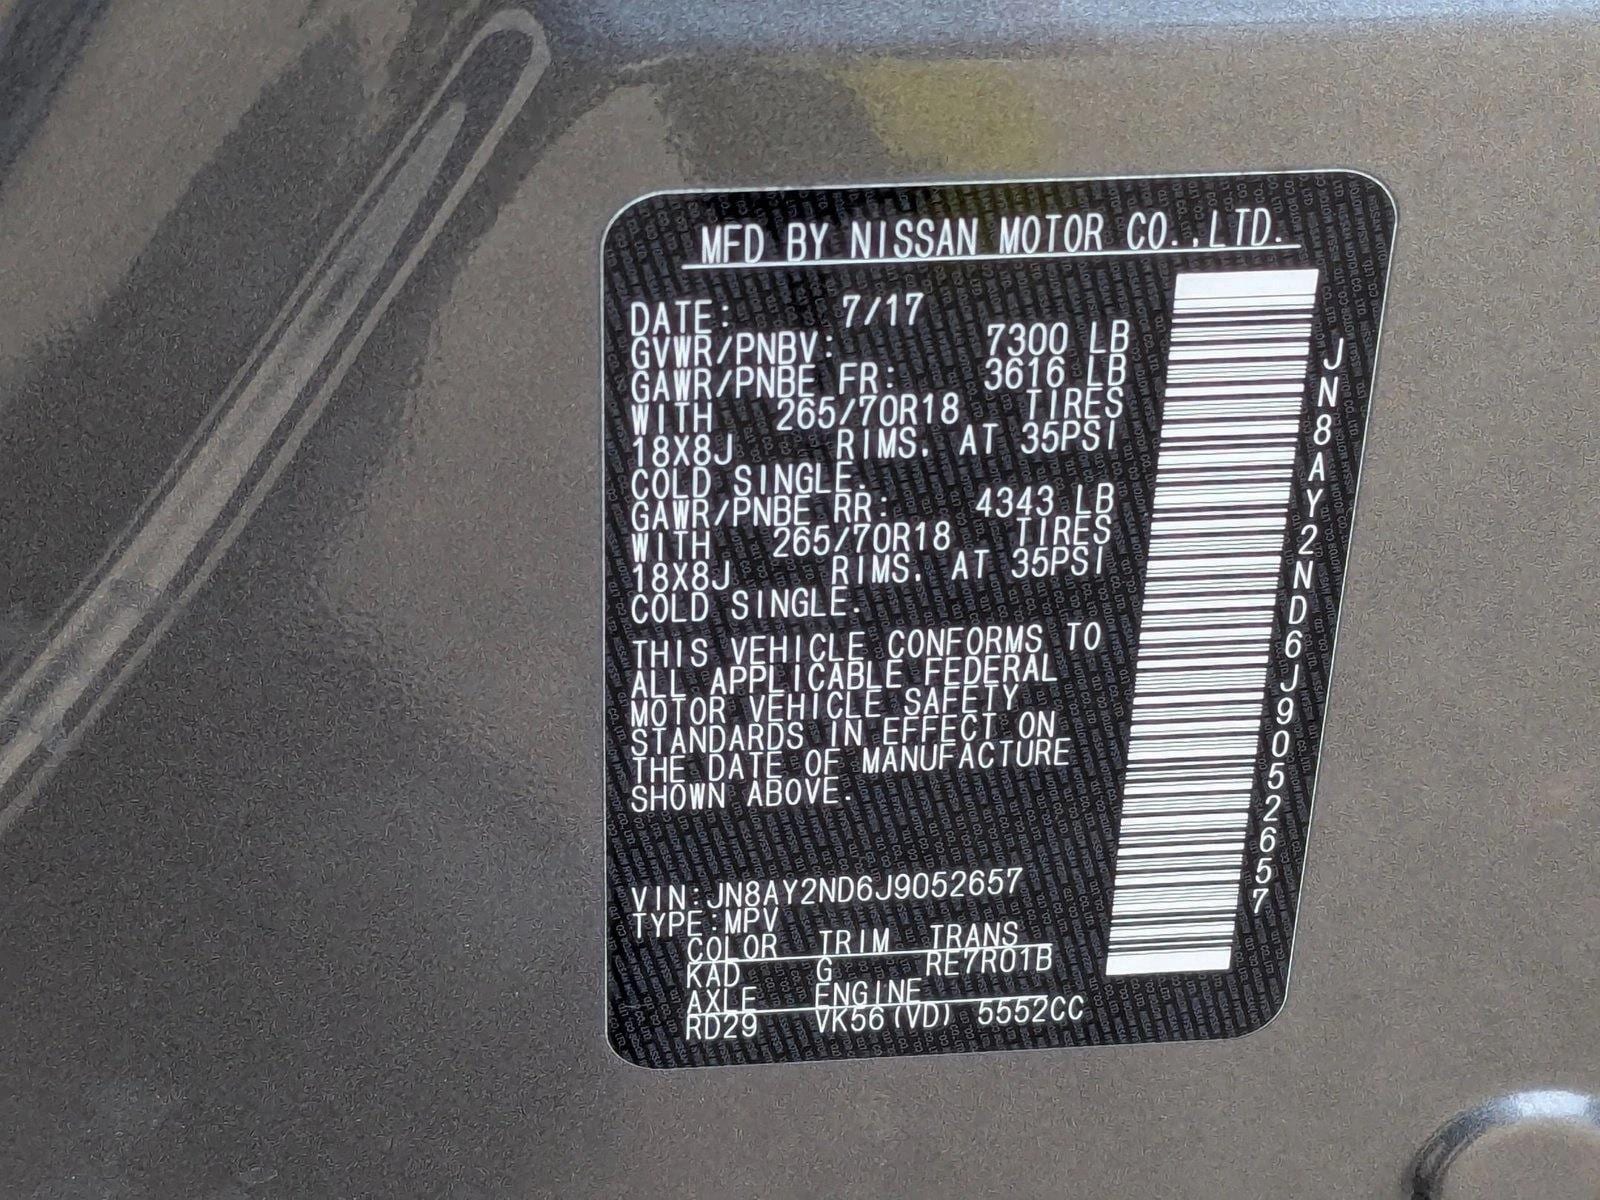 MFD BY NISSAN MOTOR CO.,LTD.
DATE: 7/17
GVWR/PNBV: 7300 LB
GAWR/PNBE FR: 3616 LB
WITH 265/70R18 TIRES
18X8J RIMS. AT 35PSI
COLD SINGLE.
GAWR/PNBE RR: 4343 LB
WITH 265/70R18 TIRES
18X8J RIMS. AT 35PSI
COLD SINGLE.
THIS VEHICLE CONFORMS TO
ALL APPLICABLE FEDERAL
MOTOR VEHICLE SAFETY
STANDARDS IN EFFECT ON
THE DATE OF MANUFACTURE
SHOWN ABOVE.
VIN:JN8AY2ND6J9052657
TYPE:MPV
COLOR TRIM TRANS
KAD G RE7R01B
AXLE ENGINE
RD29 VK56(VD) 5552CC
JN8AY2ND6J9052657